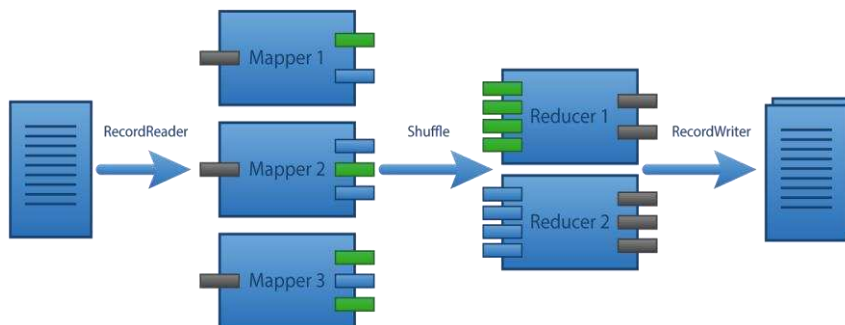 RecordReader
Mapper 1
Mapper 2
Mapper 3
Shuffle
Reducer 1
Reducer 2
RecordWriter